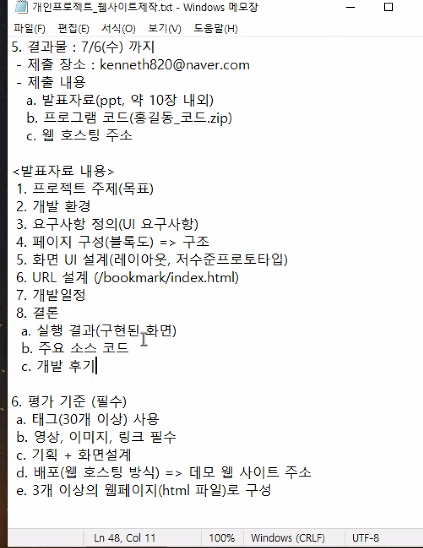 개인프로젝트_웹사이트제작.txt - Windows 메모장
파일(F) 편집(E) 서식(O) 보기(V) 도움말(H)
5. 결과물 : 7/6(수) 까지
- 제출 장소 : kenneth820@naver.com
- 제출 내용
a. 발표자료(ppt, 약 10장 내외)
b. 프로그램 코드(홍길동_코드.zip)
c. 웹 호스팅 주소
<발표자료 내용>
1. 프로젝트 주제(목표)
2. 개발 환경
3. 요구사항 정의(UI 요구사항)
4. 페이지 구성(블록도) => 구조
5. 화면 UI 설계(레이아웃, 저수준프로토타입)
6. URL 설계 (/bookmark/index.html)
7. 개발일정
8. 결론
a. 실행 결과(구현된 화면)
b. 주요 소스 코드
c. 개발 후기
6. 평가 기준 (필수)
a. 태그(30개 이상) 사용
b. 영상, 이미지, 링크 필수
c. 기획 + 화면설계
d. 배포(웹 호스팅 방식) => 데모 웹 사이트 주소
e. 3개 이상의 웹페이지(html 파일)로 구성
Ln 48, Col 11 100% Windows (CRLF) UTF-8